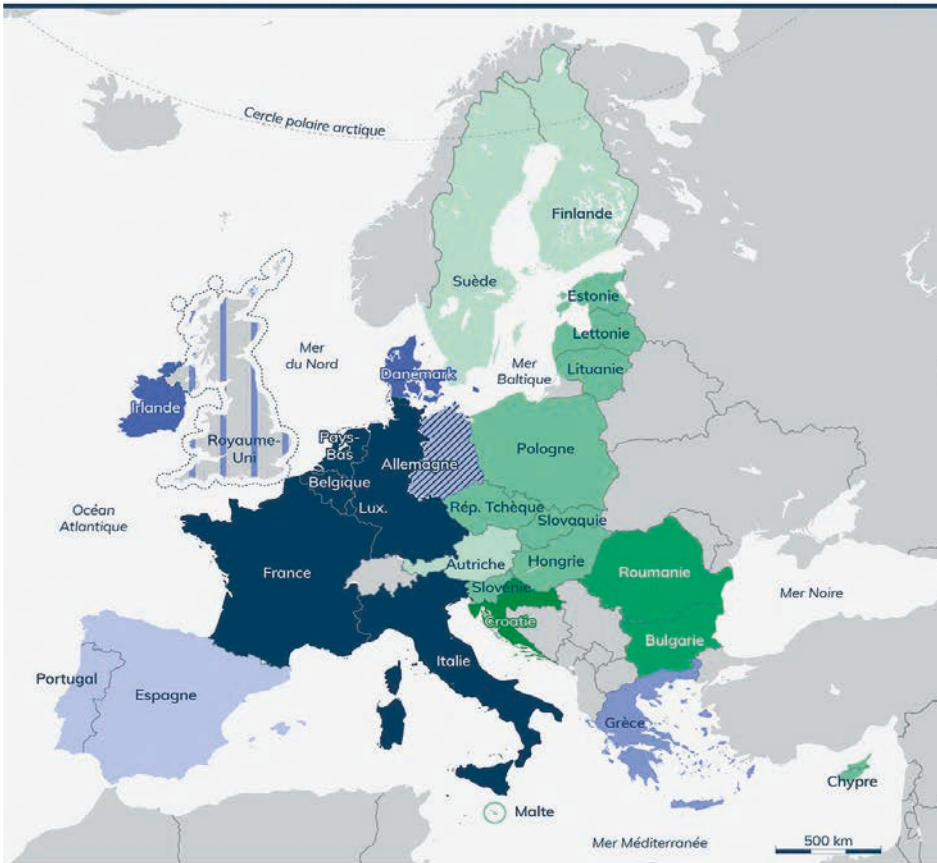 Cercle polaire arctique
Finlande
Suède
Estonie
Lettonie
Mer
du Nord
Mer
Baltique
Danemark
Lituanie
Irlande
Royaume-
Uni
Pays-
Bas
Allemagne
Pologne
Belgique
Océan
Atlantique
Lux.
Rép. Tchèque
Slovaquie
France
Autriche
Hongrie
Roumanie
Slovénie
Mer Noire
Croatie
Bulgarie
Italie
Portugal
Espagne
Grèce
Chypre
Malte
Mer Méditerranée
500 km